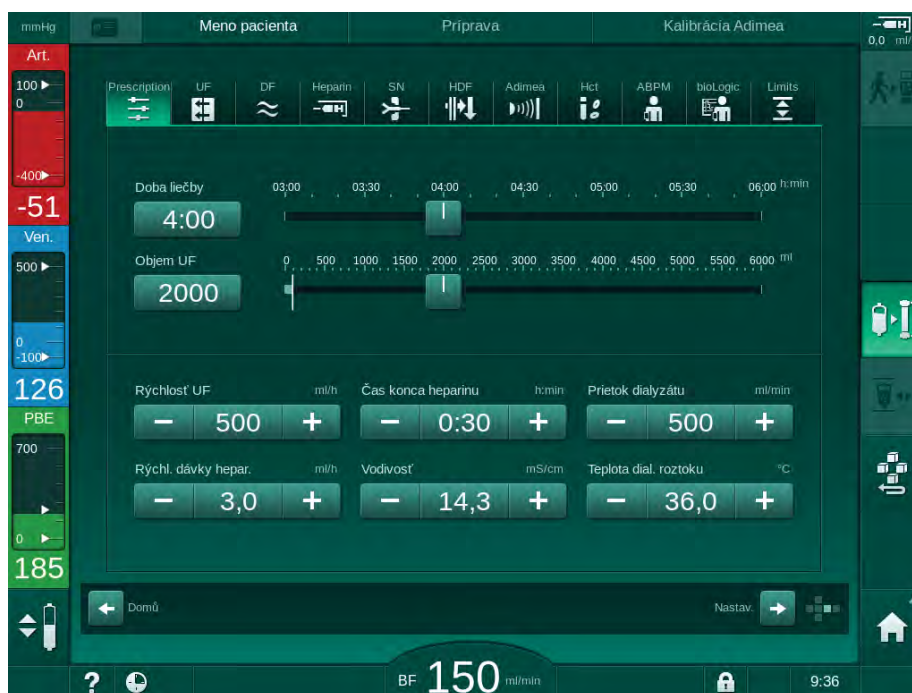 mmHg
Meno pacienta
Príprava
Kalibrácía Adimea
0,0 ml/
Art.
100
0
-400
-51
Ven.
500
0
-100
126
PBE
700
0
185
Prescription
UF
DF
Heparin
SN
HDF
Adimea
Hct
ABPM
bioLogic
Limits
Doba liečby
4:00
03:00 03:30 04:00 04:30 05:00 05:30 06:00 h:min
Objem UF
2000
0 500 1000 1500 2000 2500 3000 3500 4000 4500 5000 5500 6000 ml
Rýchlosť UF ml/h
Čas konca heparinu h:min
Prietok dialyzátu ml/min
− 500 +
− 0:30 +
− 500 +
Rýchl. dávky hepar. ml/h
Vodivosť mS/cm
Teplota dial. roztoku °C
− 3,0 +
− 14,3 +
− 36,0 +
Domů
Nastav.
?
BF 150 ml/min
9:36